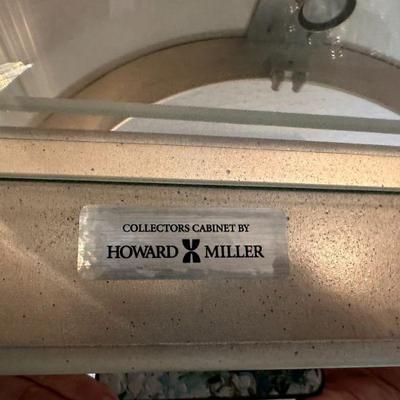 COLLECTORS CABINET BY
HOWARD MILLER